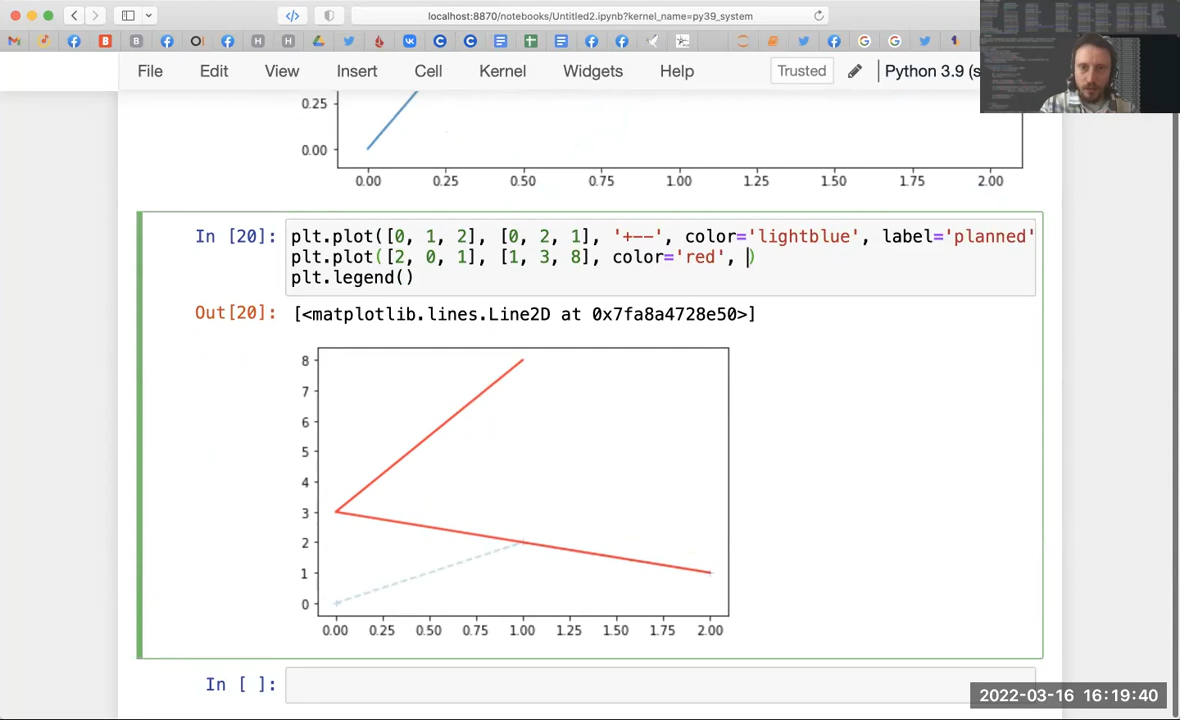 localhost:8870/notebooks/Untitled2.ipynb?kernel_name=py39_system
File Edit View Insert Cell Kernel Widgets Help Trusted Python 3.9 (s
0.25
0.00
0.00 0.25 0.50 0.75 1.00 1.25 1.50 1.75 2.00
In [20]: plt.plot([0, 1, 2], [0, 2, 1], '+--', color='lightblue', label='planned'
plt.plot([2, 0, 1], [1, 3, 8], color='red', )
plt.legend()
Out[20]: [<matplotlib.lines.Line2D at 0x7fa8a4728e50>]
8
7
6
5
4
3
2
1
0
0.00 0.25 0.50 0.75 1.00 1.25 1.50 1.75 2.00
In [ ]:
2022-03-16 16:19:40